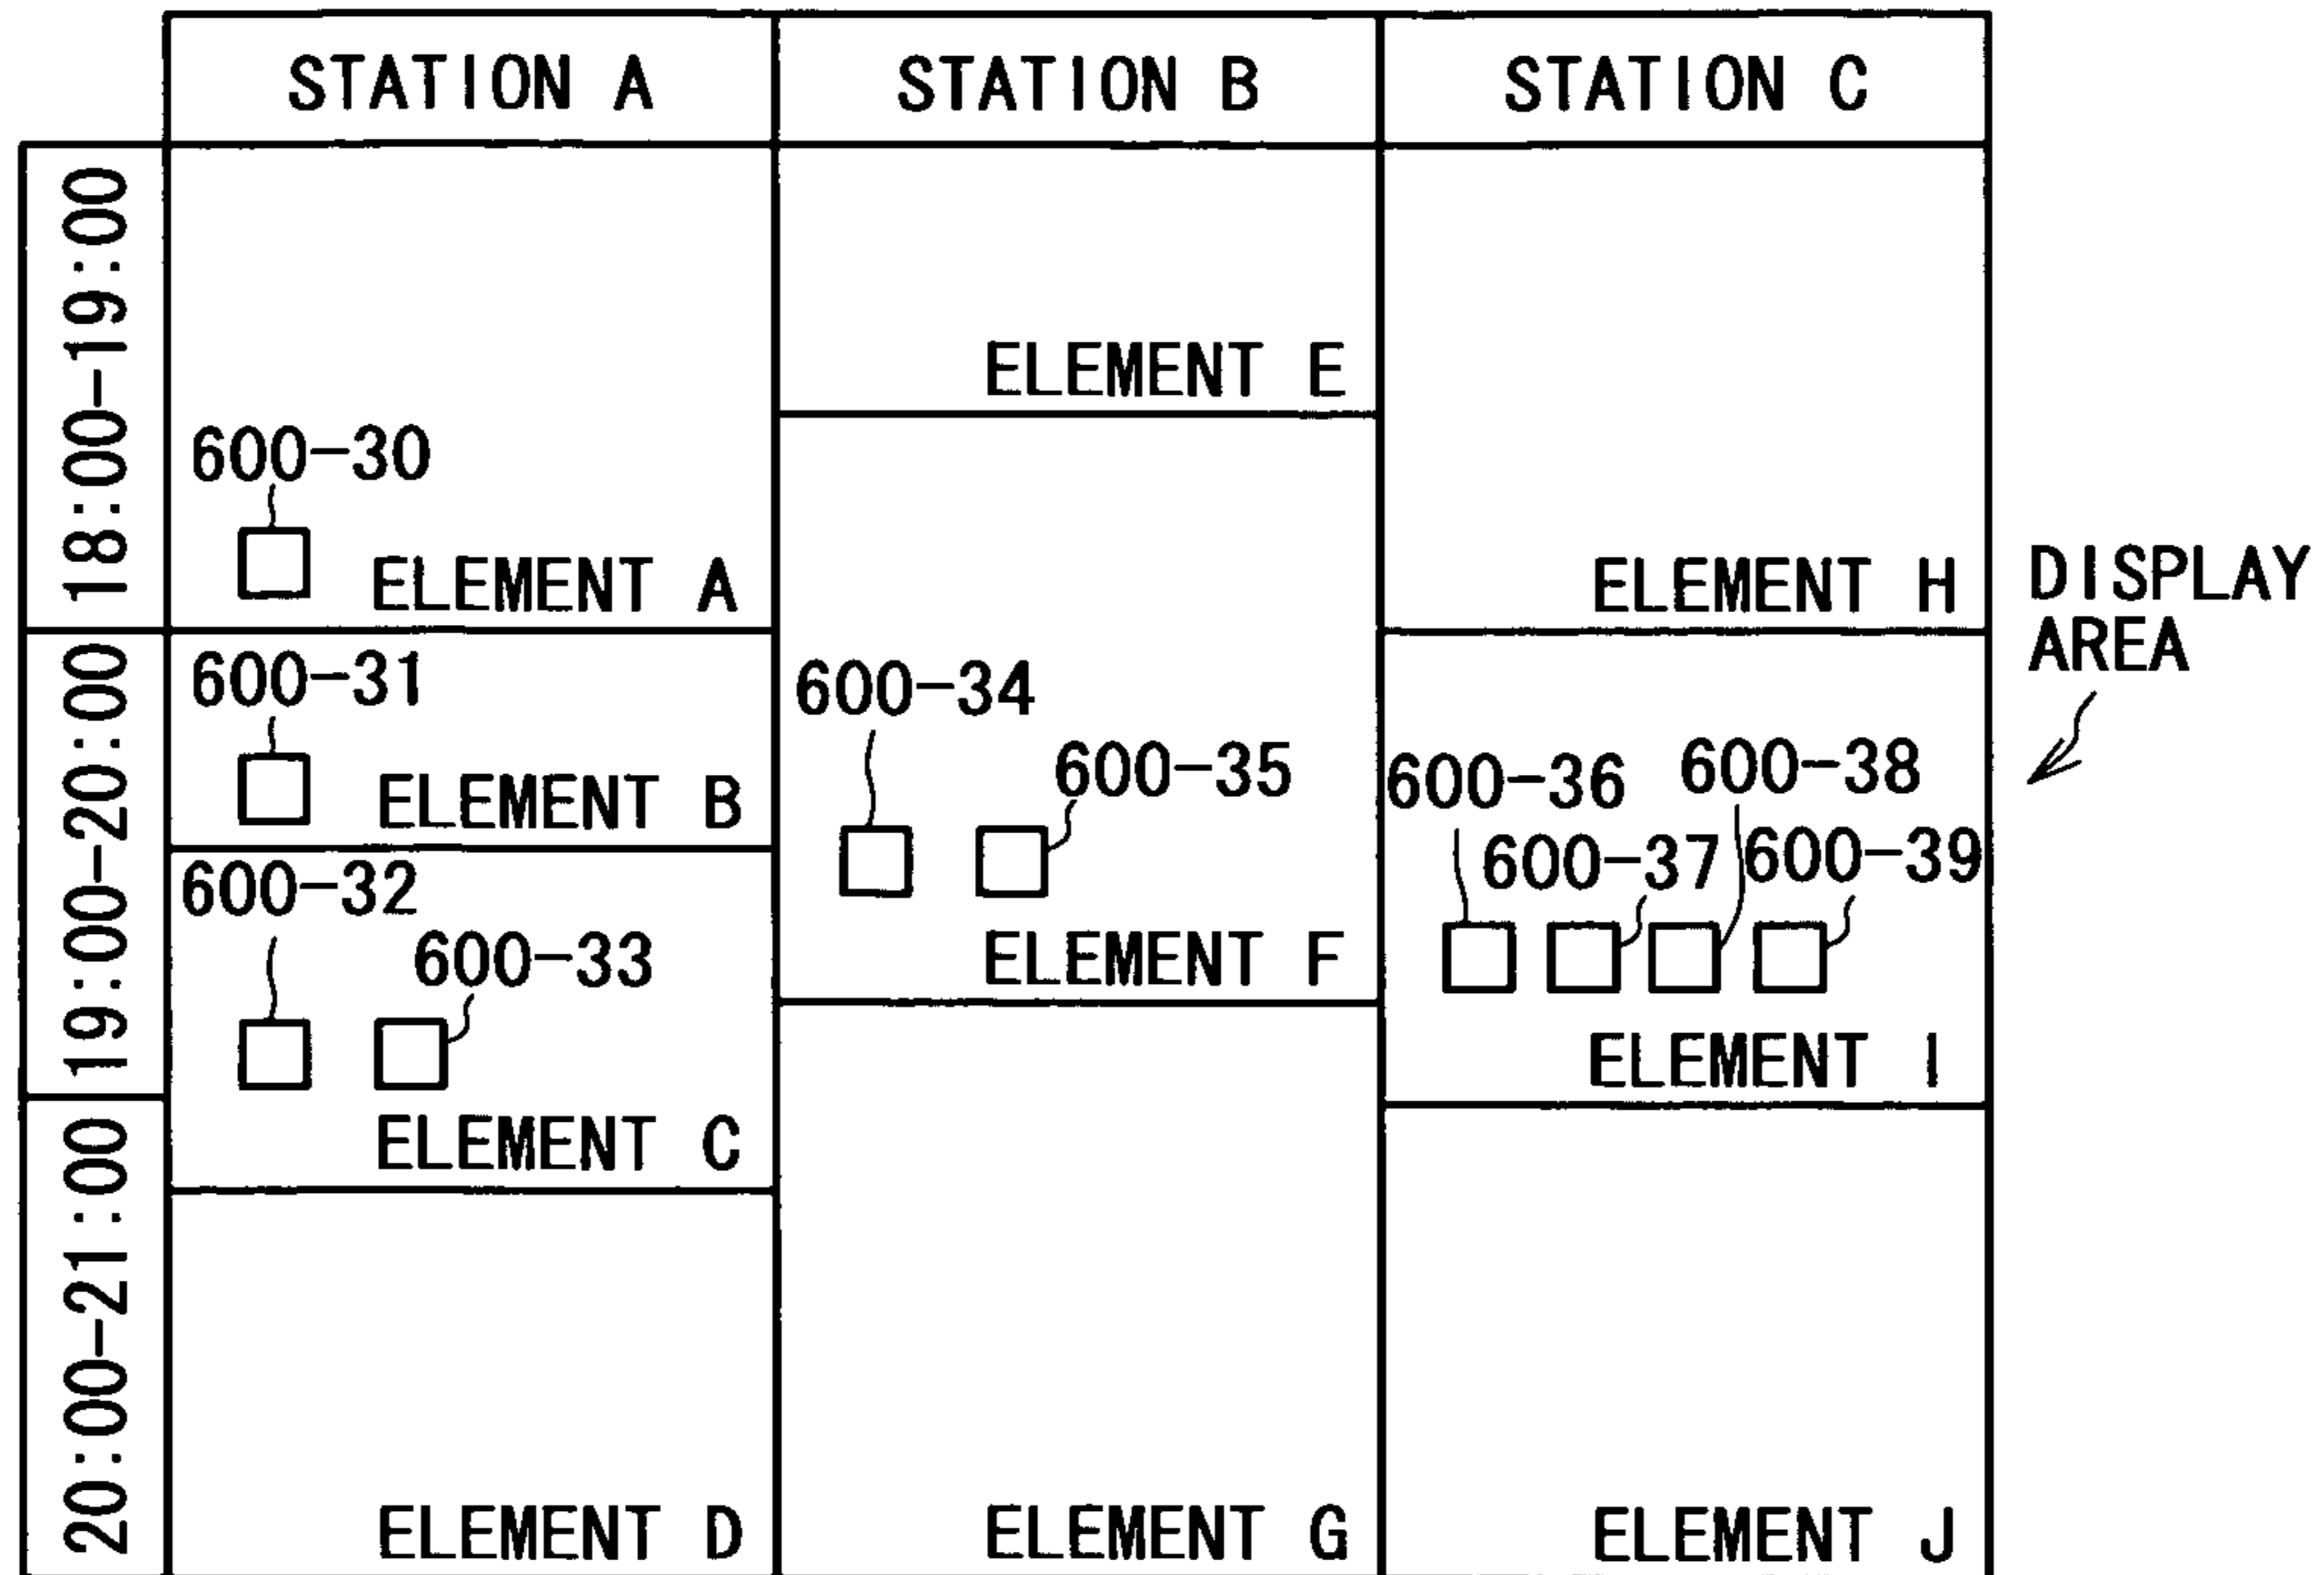 STATION A
STATION B
STATION C
18:00-19:00
19:00-20:00
20:00-21:00
600-30
ELEMENT A
600-31
ELEMENT B
600-32
600-33
ELEMENT C
ELEMENT D
ELEMENT E
600-34
600-35
ELEMENT F
ELEMENT G
ELEMENT H
600-36
600-38
600-37
600-39
ELEMENT I
ELEMENT J
DISPLAY
AREA